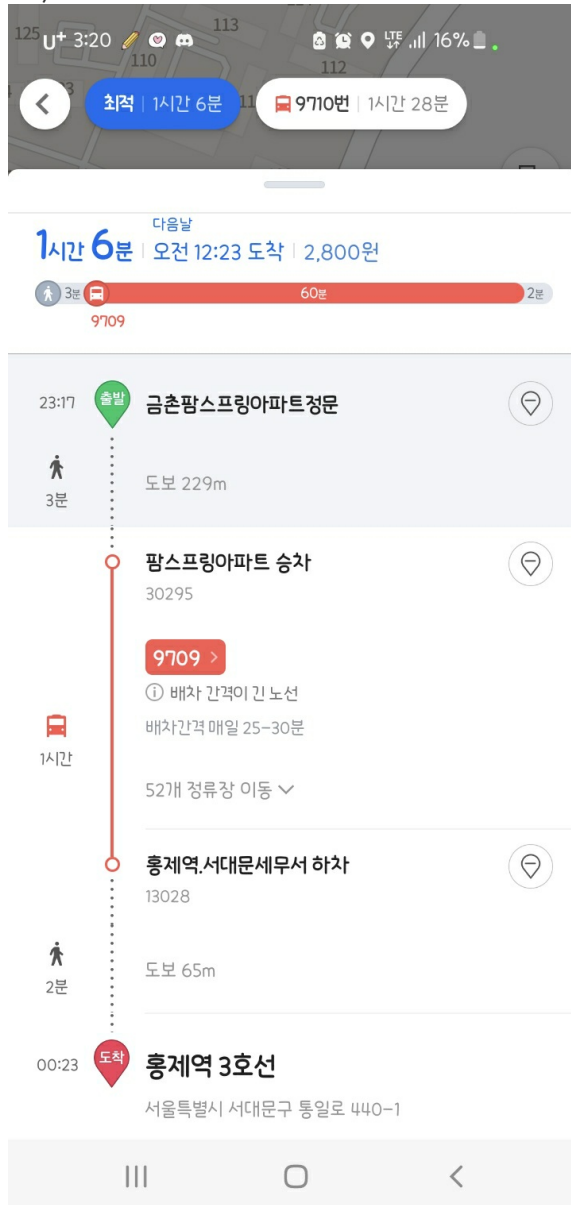 125 U+ 3:20 113 LTE 16%
110 112
최적 1시간 6분 11 9710번 1시간 28분
다음날
1시간 6분 오전 12:23 도착 2,800원
3분 60분 2분
9709
23:17 출발 금촌팜스프링아파트정문
3분 도보 229m
팜스프링아파트 승차
30295
9709 >
배차 간격이 긴 노선
배차간격 매일 25-30분
1시간
52개 정류장 이동
홍제역.서대문세무서 하차
13028
도보 65m
2분
00:23 도착 홍제역 3호선
서울특별시 서대문구 통일로 440-1